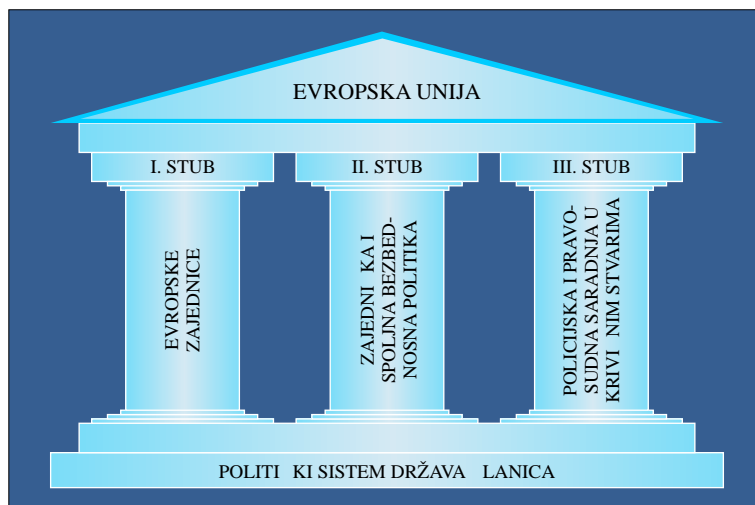 EVROPSKA UNIJA
I. STUB
II. STUB
III. STUB
EVROPSKE
ZAJEDNICE
ZAJEDNI KA I
SPOLJNA BEZBED-
NOSNA POLITIKA
POLICIJSKA I PRAVO-
SUDNA SARADNJA U
KRIVI NIM STVARIMA
POLITI KI SISTEM DRŽAVA LANICA